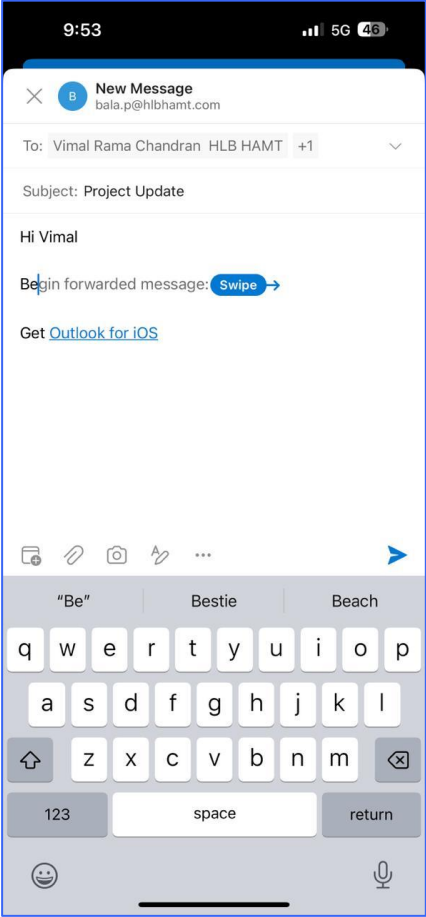 9:53 5G 46
New Message
B bala.p@hlbhamt.com
To: Vimal Rama Chandran HLB HAMT +1
Subject: Project Update
Hi Vimal
Begin forwarded message: Swipe
Get Outlook for iOS
“Be” Bestie Beach
q w e r t y u i o p
a s d f g h j k l
z x c v b n m
123 space return